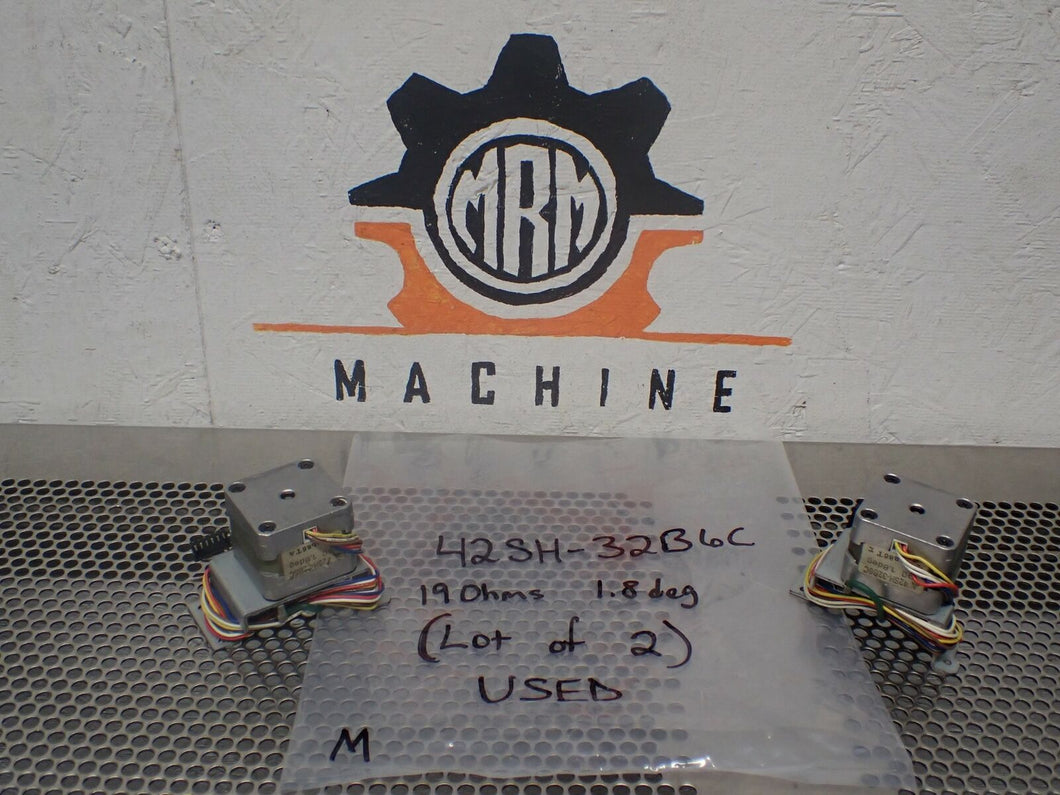 MRM
MACHINE
42SH-32B6C
19 Ohms 1.8 deg
(Lot of 2)
USED
M